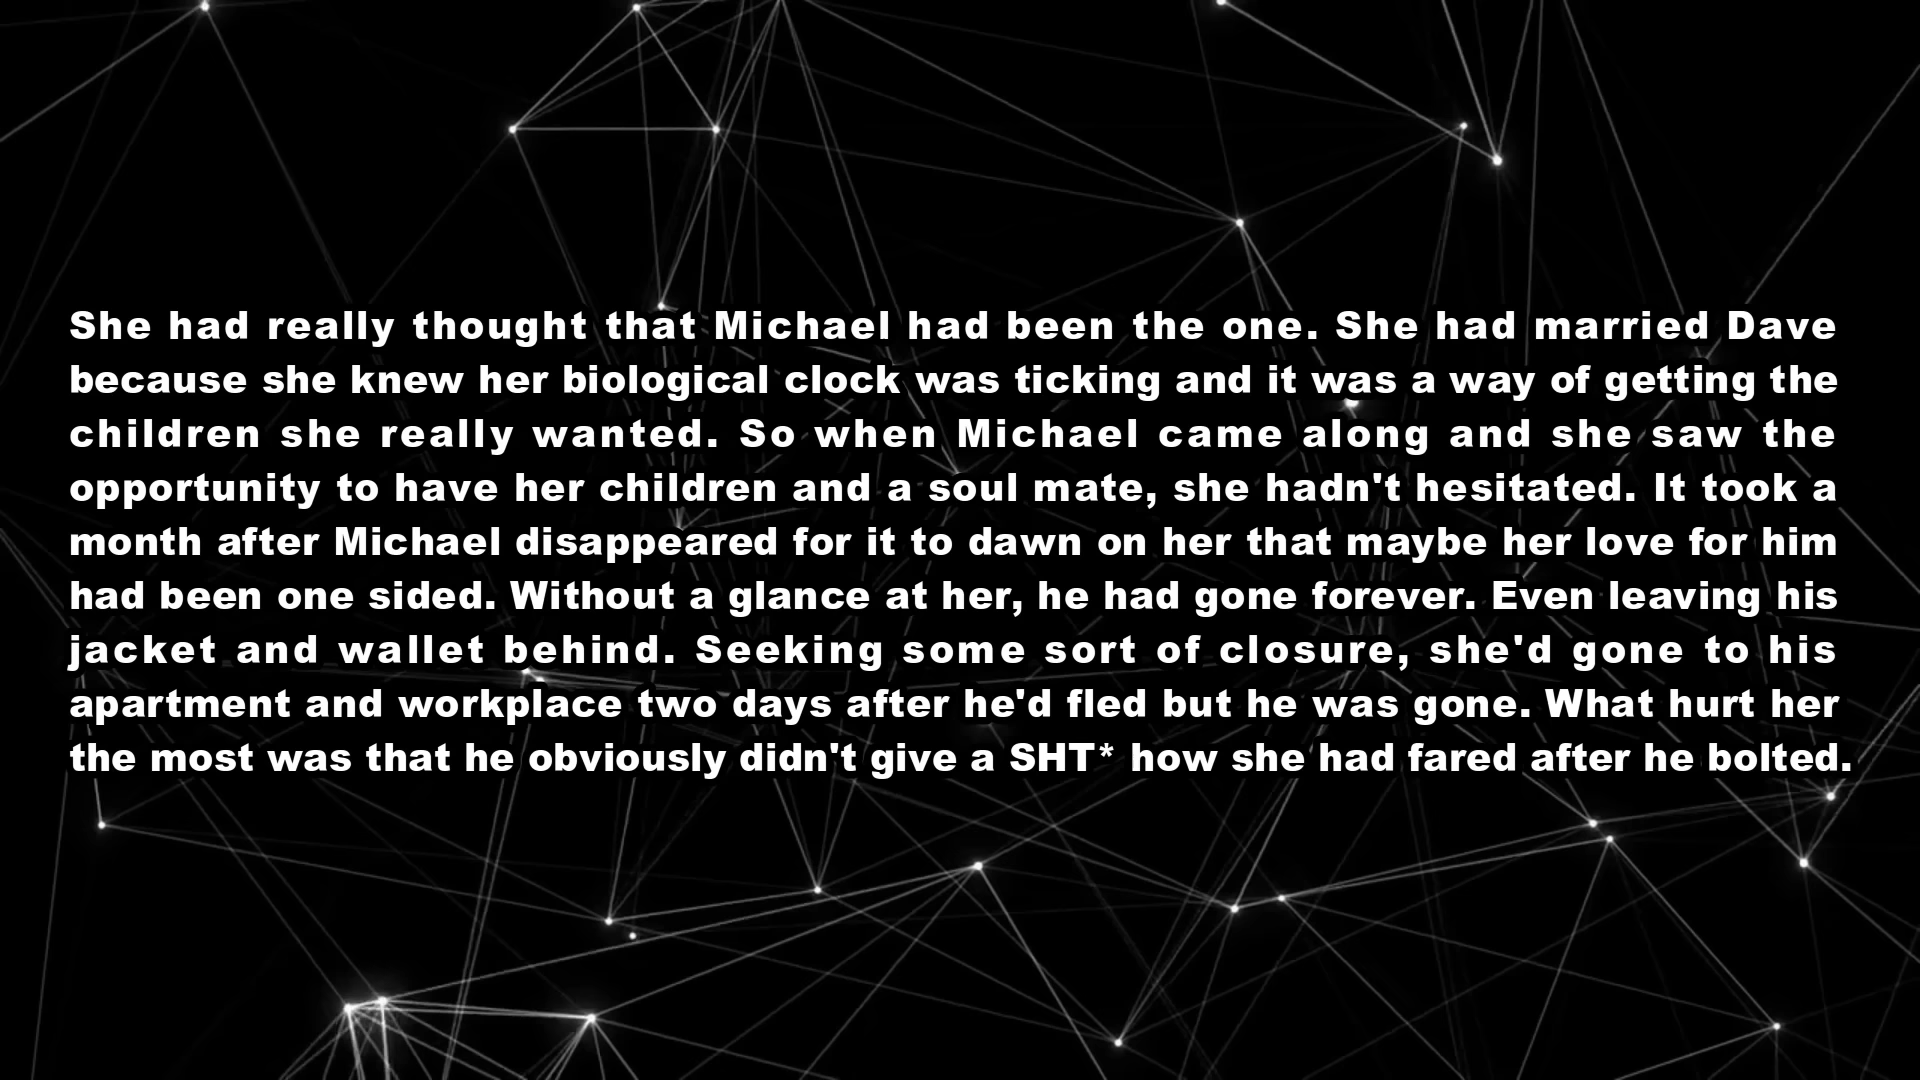 She had really thought that Michael had been the one. She had married Dave
because she knew her biological clock was ticking and it was a way of getting the
children she really wanted. So when Michael came along and she saw the
opportunity to have her children and a soul mate, she hadn't hesitated. It took a
month after Michael disappeared for it to dawn on her that maybe her love for him
had been one sided. Without a glance at her, he had gone forever. Even leaving his
jacket and wallet behind. Seeking some sort of closure, she'd gone to his
apartment and workplace two days after he'd fled but he was gone. What hurt her
the most was that he obviously didn't give a SHT* how she had fared after he bolted.